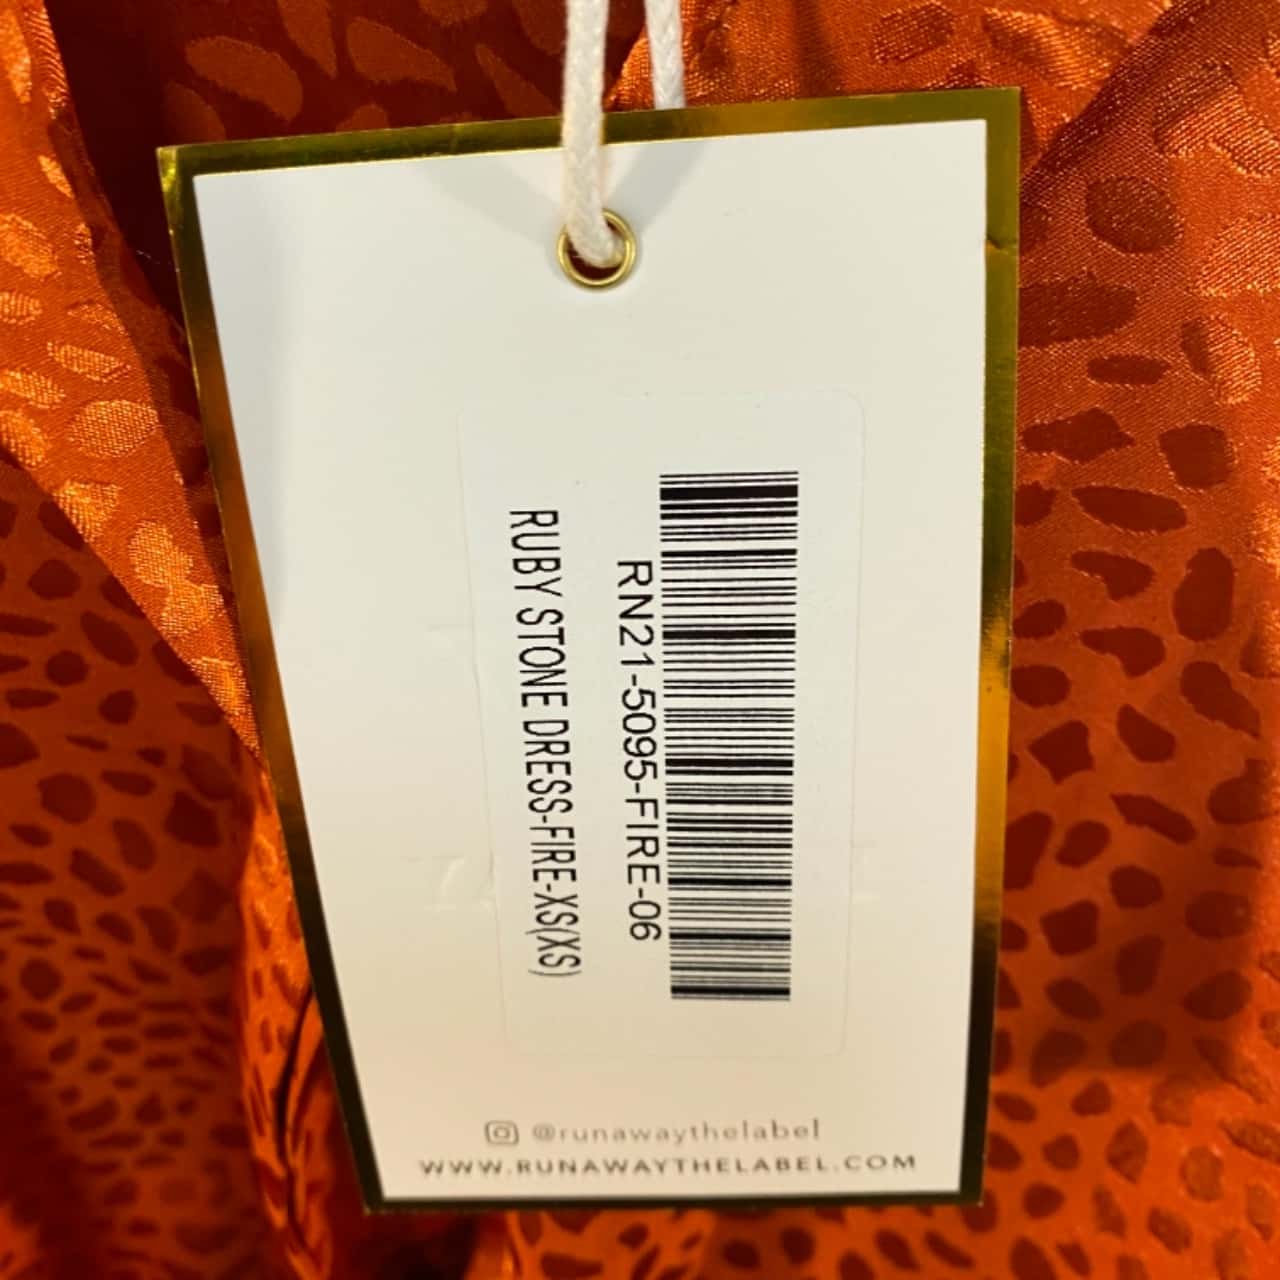 RN21-5095-FIRE-06
RUBY STONE DRESS-FIRE-XS(XS)
@runawaythelabel
WWW.RUNAWAYTHELABEL.COM